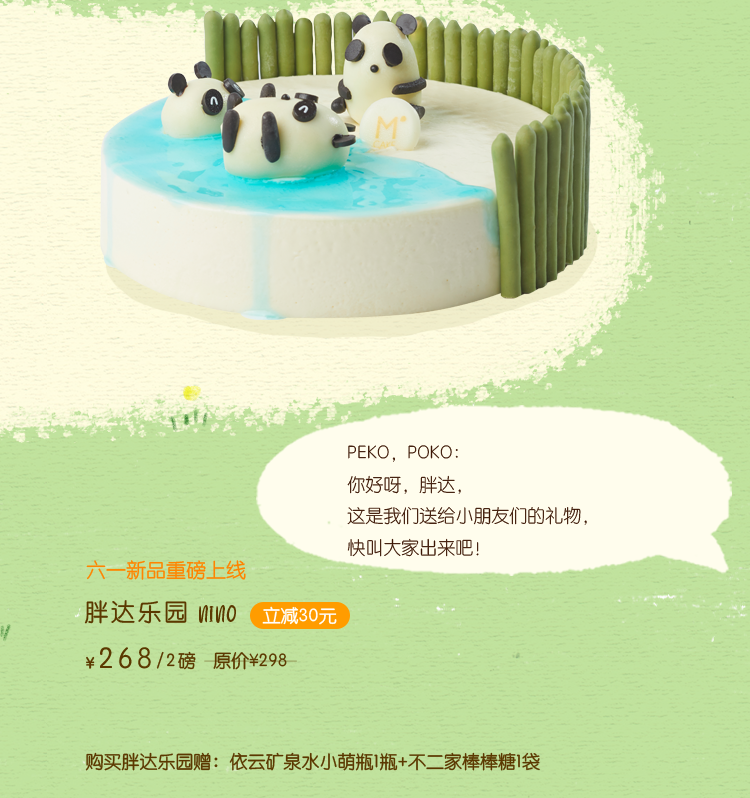 M
PEKO，POKO：
你好呀，胖达，
这是我们送给小朋友们的礼物，
快叫大家出来吧！
六一新品重磅上线
胖达乐园 nino 立减30元
¥268/2磅 原价¥298
购买胖达乐园赠：依云矿泉水小萌瓶1瓶+不二家棒棒糖1袋